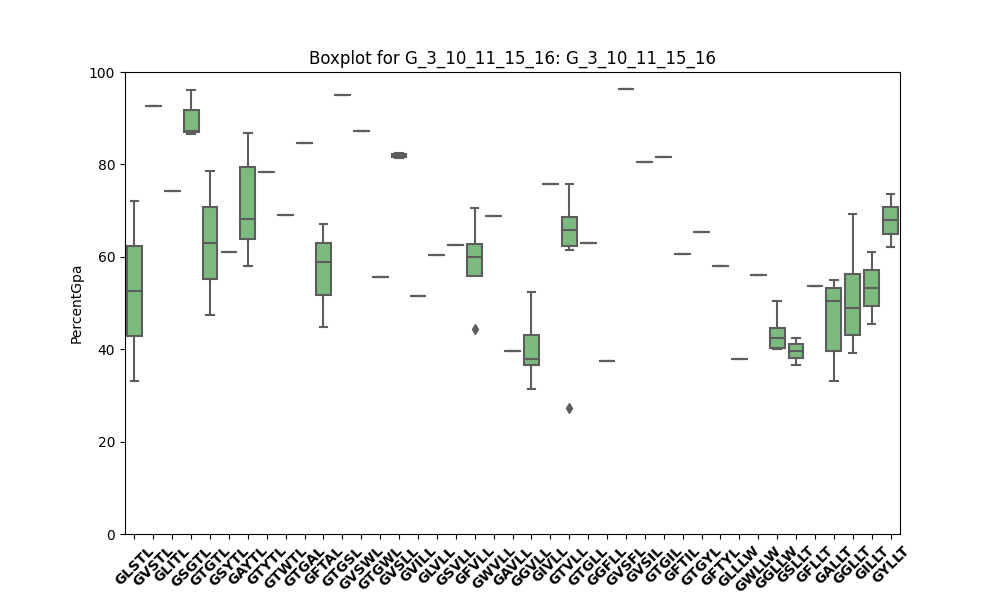 Boxplot for G_3_10_11_15_16: G_3_10_11_15_16
PercentGpa
100
80
60
40
20
0
GLSTL
GVSTL
GLITL
GSGTL
GTGTL
GSYTL
GAYTL
GTYTL
GTWTL
GTGAL
GFTAL
GTGSL
GVSWL
GTGWL
GVSLL
GVILL
GLVLL
GSVLL
GFVLL
GWVLL
GAVLL
GGVLL
GIVLL
GTVLL
GTGLL
GGFLL
GVSFL
GVSIL
GTGIL
GFTIL
GTGYL
GFTYL
GLLLW
GWLLW
GGLLW
GSLLT
GFLLT
GALLT
GGLLT
GILLT
GYLLT